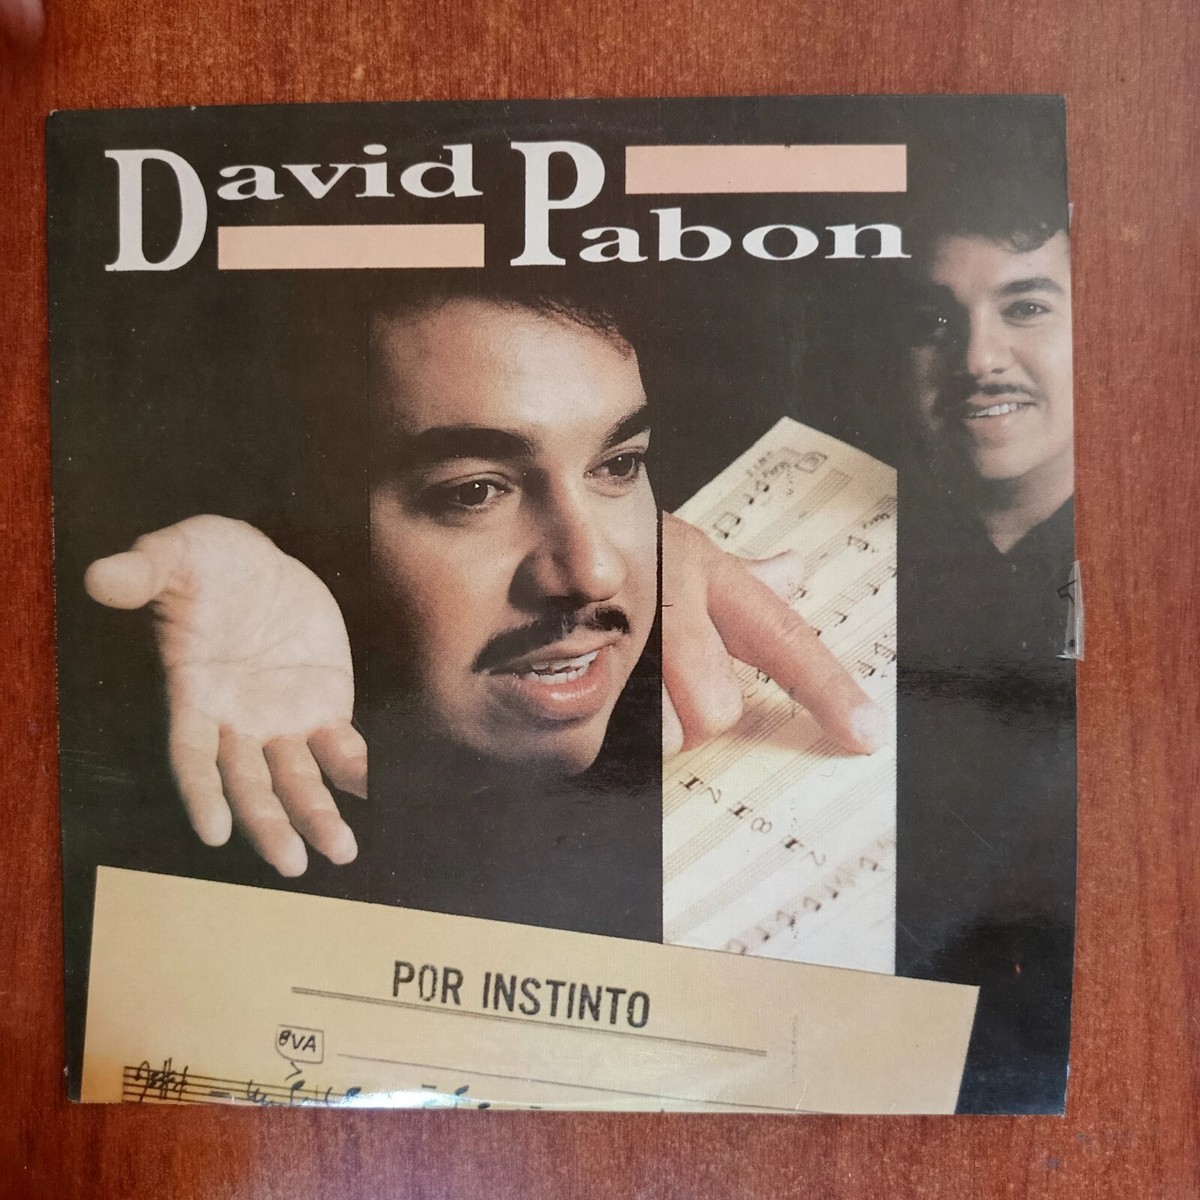 David Pabon
POR INSTINTO
8VA